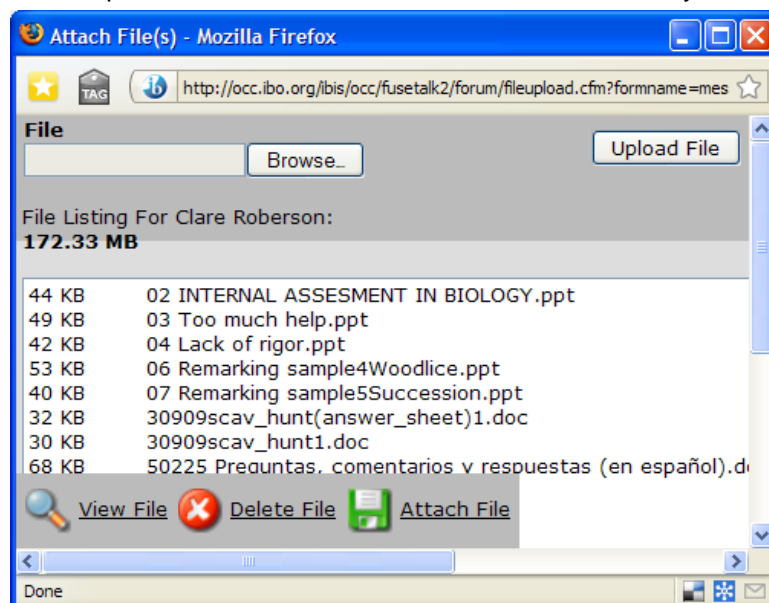 Attach File(s) - Mozilla Firefox
TAG
http://occ.ibo.org/ibis/occ/fusetalk2/forum/fileupload.cfm?formname=mes
File
Browse...
Upload File
File Listing For Clare Roberson:
172.33 MB
44 KB 02 INTERNAL ASSESMENT IN BIOLOGY.ppt
49 KB 03 Too much help.ppt
42 KB 04 Lack of rigor.ppt
53 KB 06 Remarking sample4Woodlice.ppt
40 KB 07 Remarking sample5Succession.ppt
32 KB 30909scav_hunt(answer_sheet)1.doc
30 KB 30909scav_hunt1.doc
68 KB 50225 Preguntas, comentarios y respuestas (en español).d
View File Delete File Attach File
Done